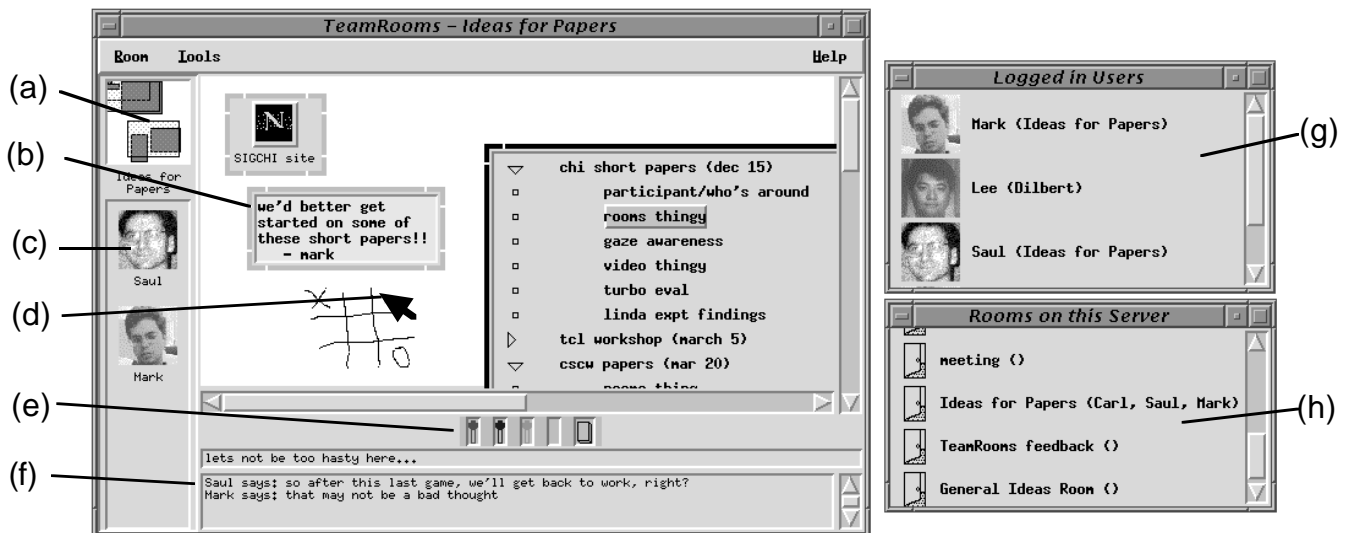 TeamRooms – Ideas for Papers
Room Tools Help
(a)
(b)
(c)
(d)
(e)
(f)
Ideas for
Papers
Saul
Mark
N
SIGCHI site
we'd better get
started on some of
these short papers!!
- mark
X
O
chi short papers (dec 15)
participant/who's around
rooms thingy
gaze awareness
video thingy
turbo eval
linda expt findings
tcl workshop (march 5)
cscw papers (mar 20)
lets not be too hasty here...
Saul says: so after this last game, we'll get back to work, right?
Mark says: that may not be a bad thought
Logged in Users
Mark (Ideas for Papers)
Lee (Dilbert)
Saul (Ideas for Papers)
(g)
Rooms on this Server
meeting ()
Ideas for Papers (Carl, Saul, Mark)
TeamRooms feedback ()
General Ideas Room ()
(h)